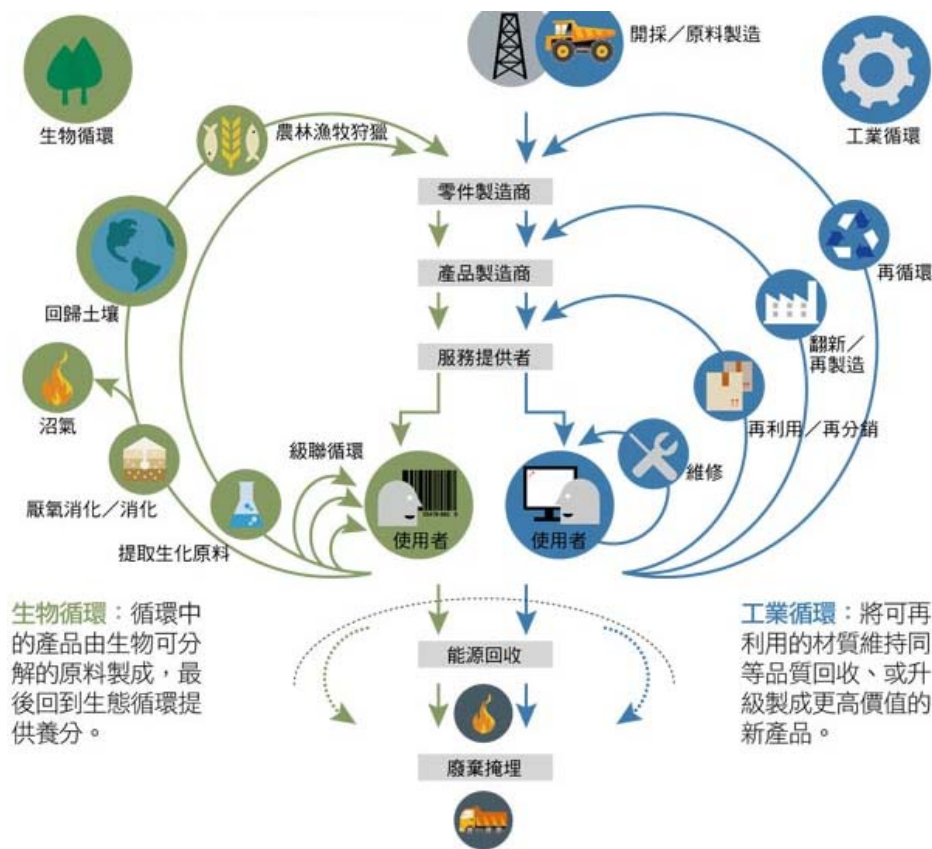 開採／原料製造
生物循環
工業循環
農林漁牧狩獵
零件製造商
再循環
產品製造商
回歸土壤
翻新／
再製造
服務提供者
沼氣
再利用／再分銷
級聯循環
維修
厭氧消化／消化
提取生化原料
使用者
使用者
生物循環：循環中
的產品由生物可分
解的原料製成，最
後回到生態循環提
供養分。
工業循環：將可再
利用的材質維持同
等品質回收、或升
級製成更高價值的
新產品。
能源回收
廢棄掩埋